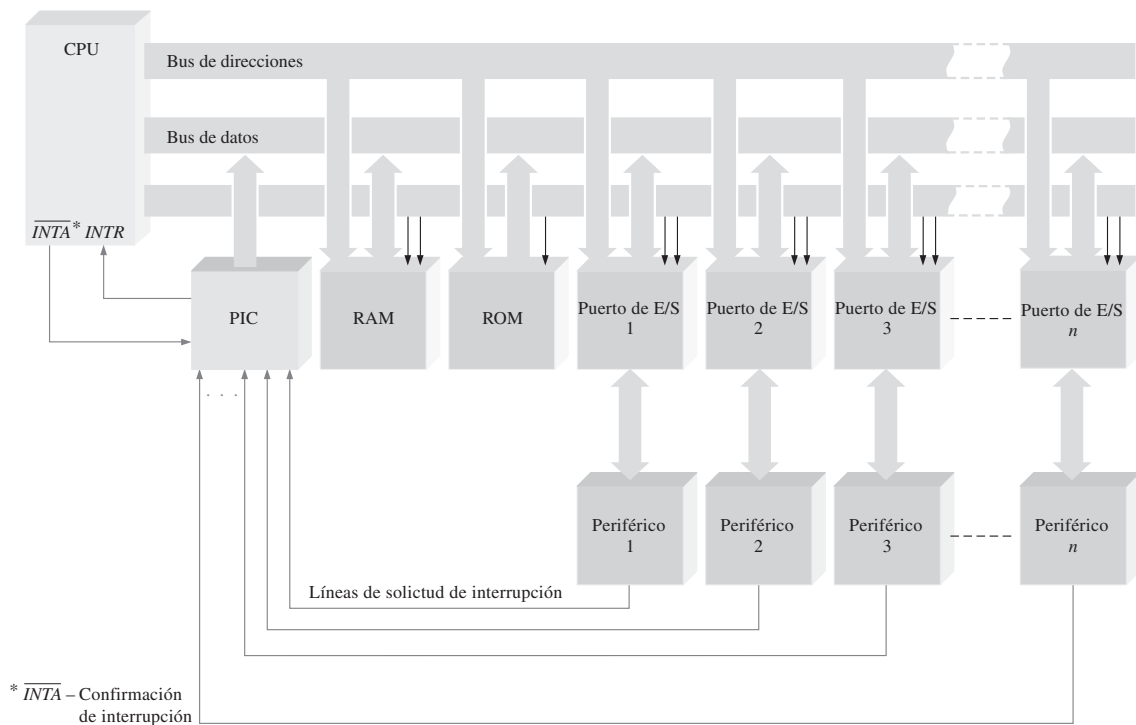 CPU
Bus de direcciones
Bus de datos
INTA* INTR
PIC
RAM
ROM
Puerto de E/S
1
Puerto de E/S
2
Puerto de E/S
3
Puerto de E/S
n
. . .
Periférico
1
Periférico
2
Periférico
3
Periférico
n
Líneas de solictud de interrupción
* INTA – Confirmación
de interrupción